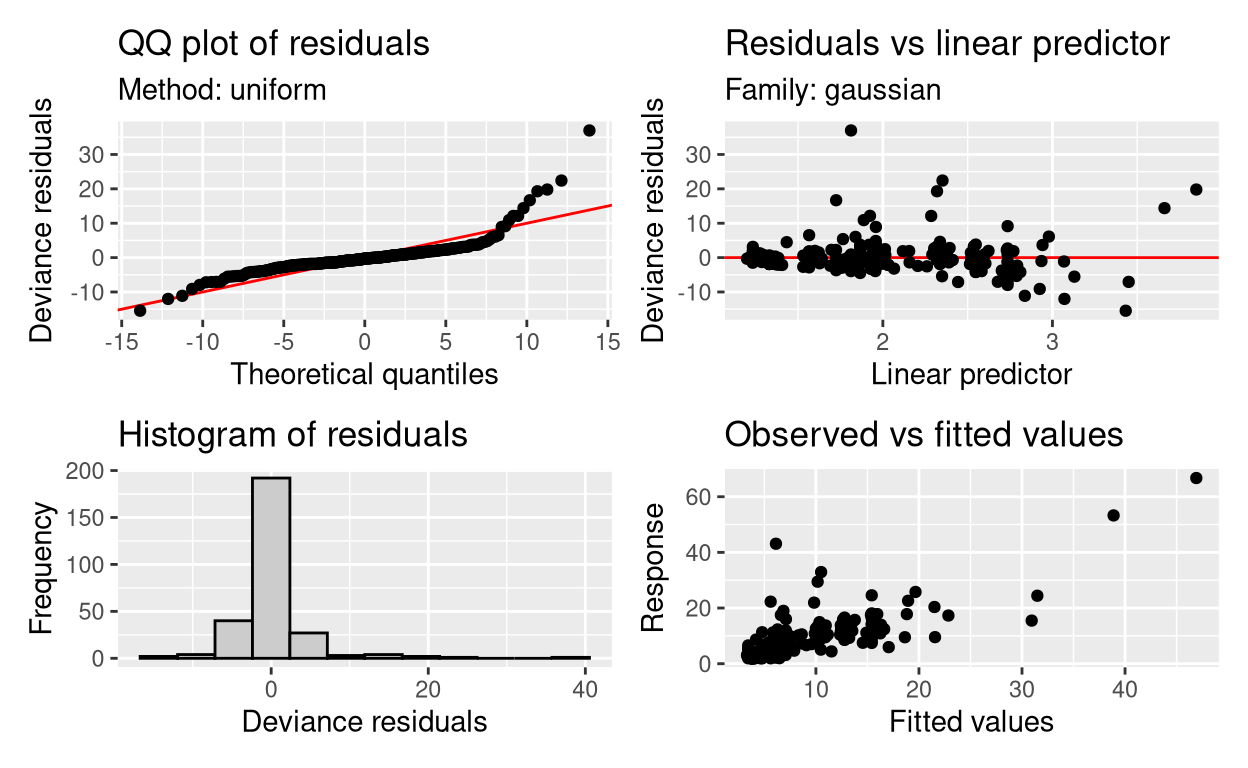 QQ plot of residuals
Method: uniform
Deviance residuals
30
20
10
0
-10
-15
-10
-5
0
5
10
15
Theoretical quantiles
Residuals vs linear predictor
Family: gaussian
Deviance residuals
30
20
10
0
-10
2
3
Linear predictor
Histogram of residuals
Frequency
200
150
100
50
0
0
20
40
Deviance residuals
Observed vs fitted values
Response
60
40
20
0
10
20
30
40
Fitted values